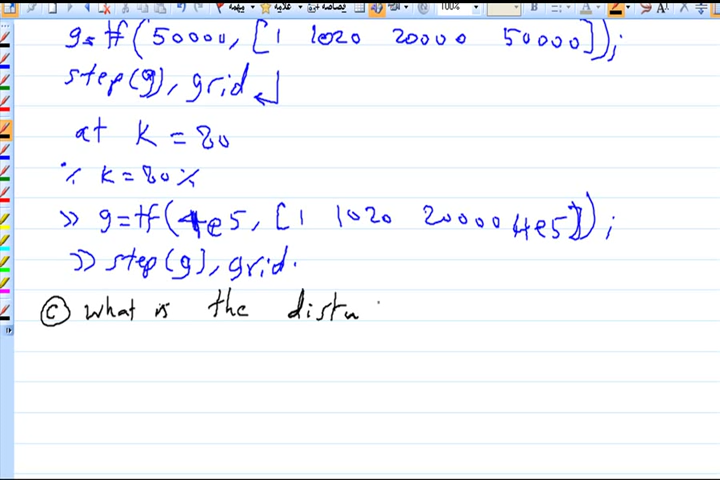 g=tf(50000, [1 1020 20000 50000]);
step(g), grid ↵
at K = 80
% K = 80 %
>> g=tf(4e5, [1 1020 20000 4e5]);
>> step(g), grid.
(c) what is the distu